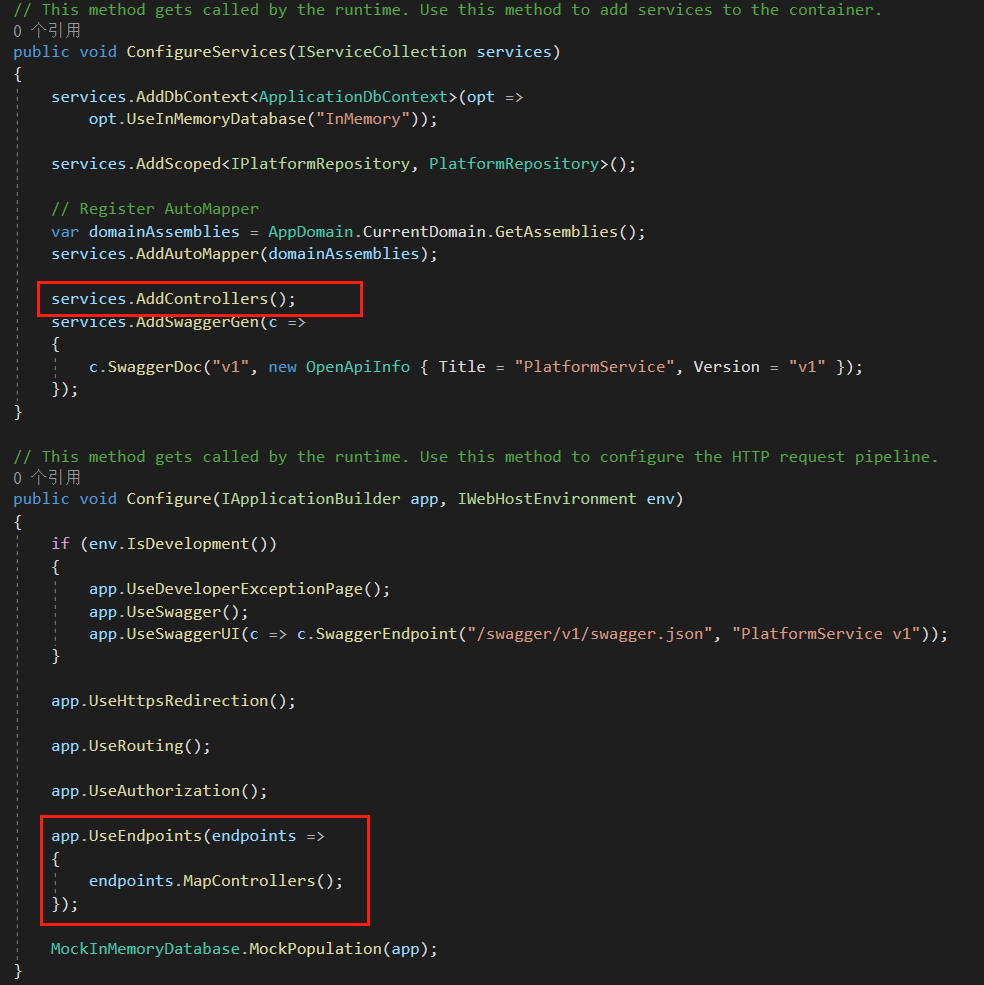 // This method gets called by the runtime. Use this method to add services to the container.
0 个引用
public void ConfigureServices(IServiceCollection services)
{
    services.AddDbContext<ApplicationDbContext>(opt =>
        opt.UseInMemoryDatabase("InMemory"));
    services.AddScoped<IPlatformRepository, PlatformRepository>();
    // Register AutoMapper
    var domainAssemblies = AppDomain.CurrentDomain.GetAssemblies();
    services.AddAutoMapper(domainAssemblies);
    services.AddControllers();
    services.AddSwaggerGen(c =>
    {
        c.SwaggerDoc("v1", new OpenApiInfo { Title = "PlatformService", Version = "v1" });
    });
}
// This method gets called by the runtime. Use this method to configure the HTTP request pipeline.
0 个引用
public void Configure(IApplicationBuilder app, IWebHostEnvironment env)
{
    if (env.IsDevelopment())
    {
        app.UseDeveloperExceptionPage();
        app.UseSwagger();
        app.UseSwaggerUI(c => c.SwaggerEndpoint("/swagger/v1/swagger.json", "PlatformService v1"));
    }
    app.UseHttpsRedirection();
    app.UseRouting();
    app.UseAuthorization();
    app.UseEndpoints(endpoints =>
    {
        endpoints.MapControllers();
    });
    MockInMemoryDatabase.MockPopulation(app);
}